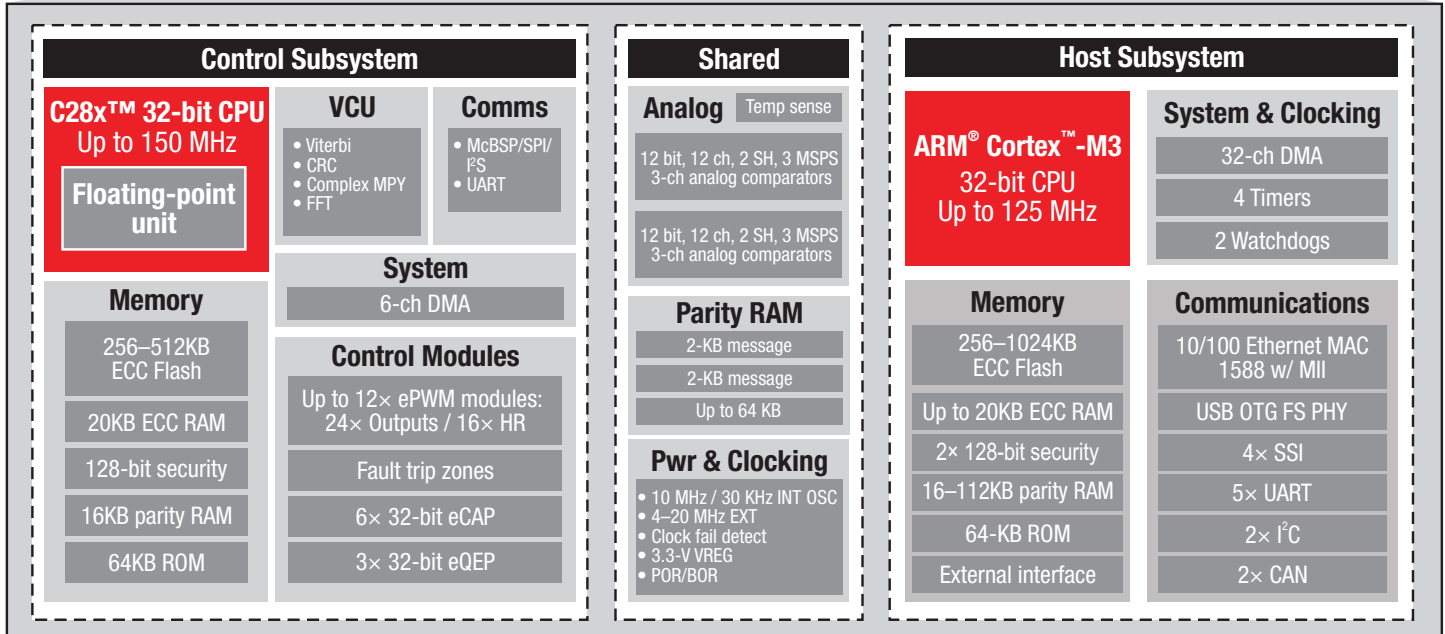 Control Subsystem
C28x™ 32-bit CPU
Up to 150 MHz
Floating-point
unit
VCU
• Viterbi
• CRC
• Complex MPY
• FFT
Comms
• McBSP/SPI/
I²S
• UART
System
6-ch DMA
Memory
256–512KB
ECC Flash
20KB ECC RAM
128-bit security
16KB parity RAM
64KB ROM
Control Modules
Up to 12× ePWM modules:
24× Outputs / 16× HR
Fault trip zones
6× 32-bit eCAP
3× 32-bit eQEP
Shared
Analog
Temp sense
12 bit, 12 ch, 2 SH, 3 MSPS
3-ch analog comparators
12 bit, 12 ch, 2 SH, 3 MSPS
3-ch analog comparators
Parity RAM
2-KB message
2-KB message
Up to 64 KB
Pwr & Clocking
• 10 MHz / 30 KHz INT OSC
• 4–20 MHz EXT
• Clock fail detect
• 3.3-V VREG
• POR/BOR
Host Subsystem
ARM® Cortex™-M3
32-bit CPU
Up to 125 MHz
System & Clocking
32-ch DMA
4 Timers
2 Watchdogs
Memory
256–1024KB
ECC Flash
Up to 20KB ECC RAM
2× 128-bit security
16–112KB parity RAM
64-KB ROM
External interface
Communications
10/100 Ethernet MAC
1588 w/ MII
USB OTG FS PHY
4× SSI
5× UART
2× I²C
2× CAN